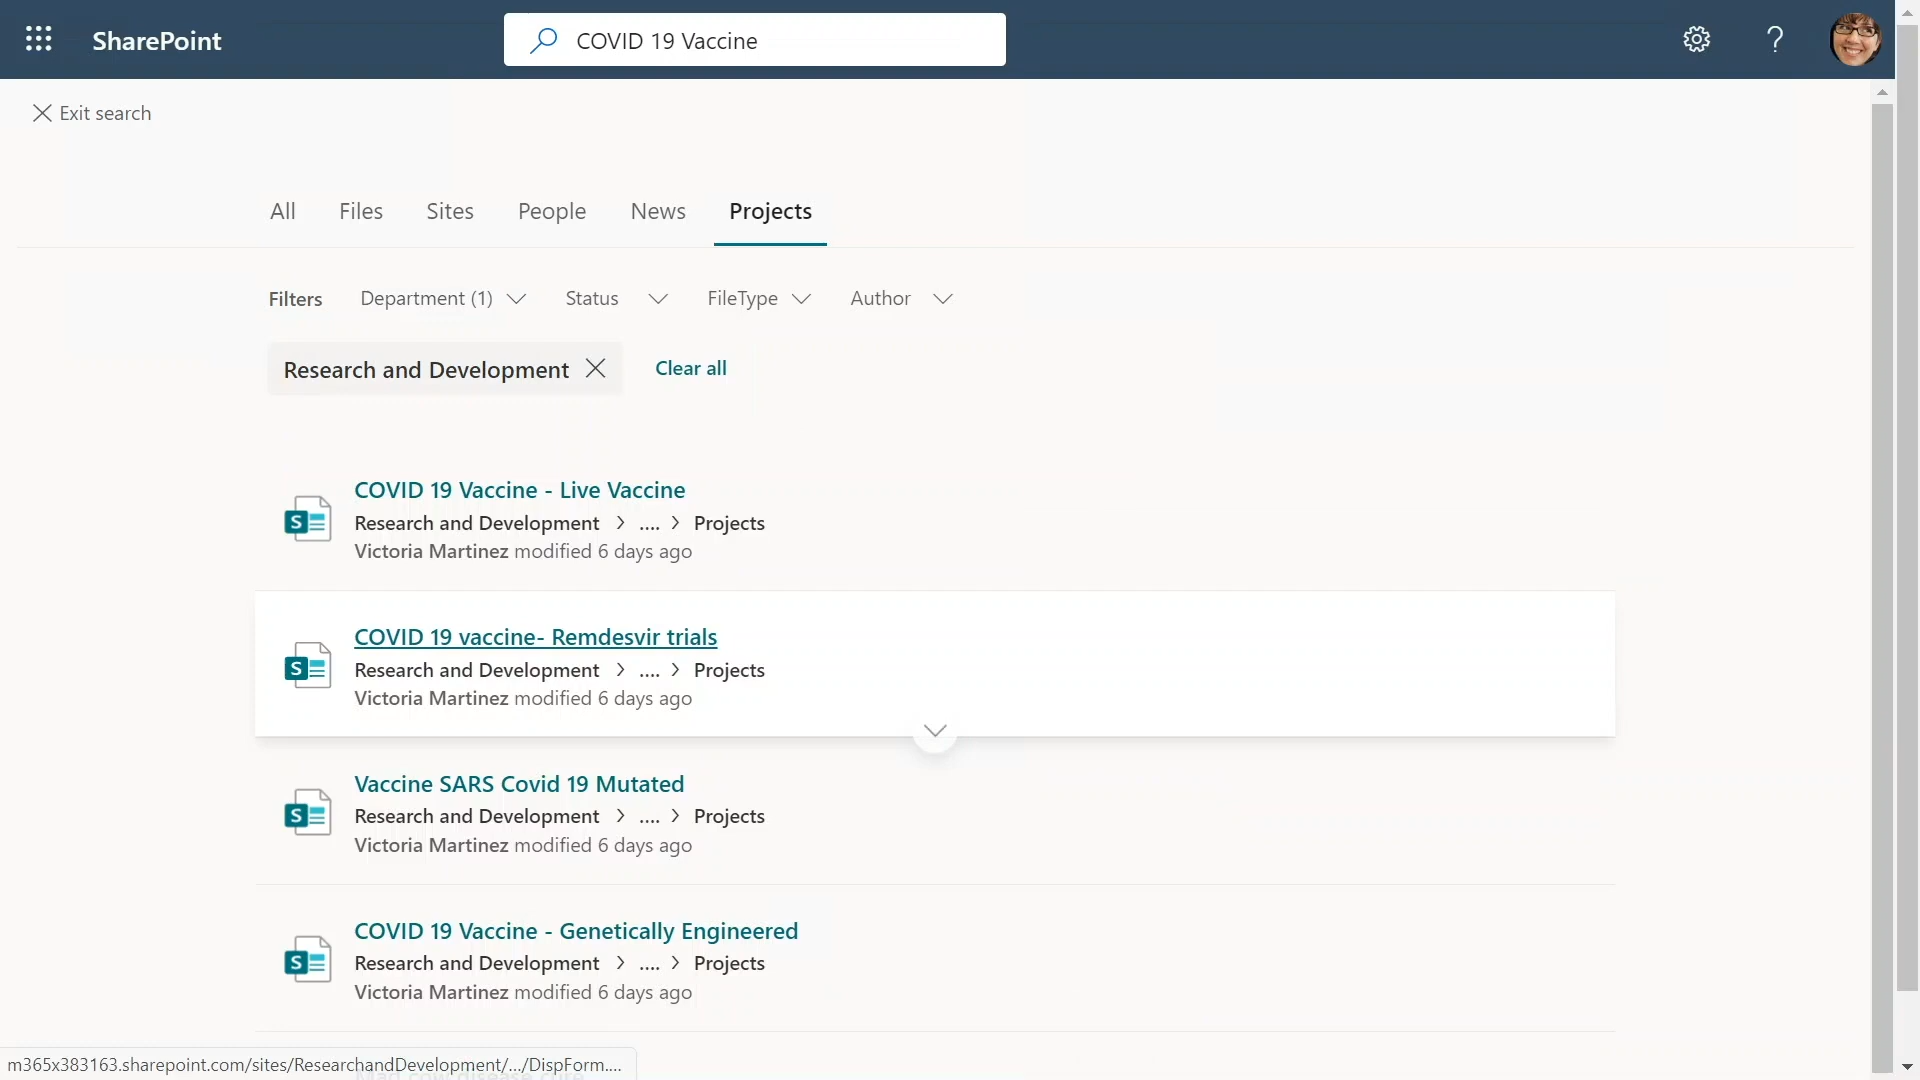 SharePoint
COVID 19 Vaccine
Exit search
All Files Sites People News Projects
Filters Department (1) Status FileType Author
Research and Development Clear all
COVID 19 Vaccine - Live Vaccine
Research and Development > .... > Projects
Victoria Martinez modified 6 days ago
COVID 19 vaccine- Remdesvir trials
Research and Development > .... > Projects
Victoria Martinez modified 6 days ago
Vaccine SARS Covid 19 Mutated
Research and Development > .... > Projects
Victoria Martinez modified 6 days ago
COVID 19 Vaccine - Genetically Engineered
Research and Development > .... > Projects
Victoria Martinez modified 6 days ago
m365x383163.sharepoint.com/sites/ResearchandDevelopment/.../DispForm....
Mad cow disease cure